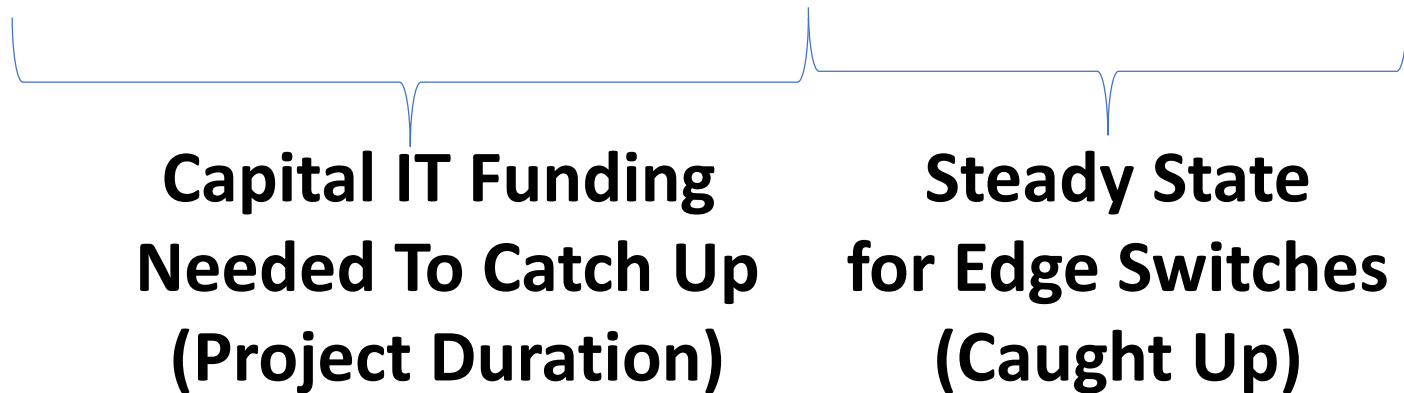 Capital IT Funding
Needed To Catch Up
(Project Duration)
Steady State
for Edge Switches
(Caught Up)